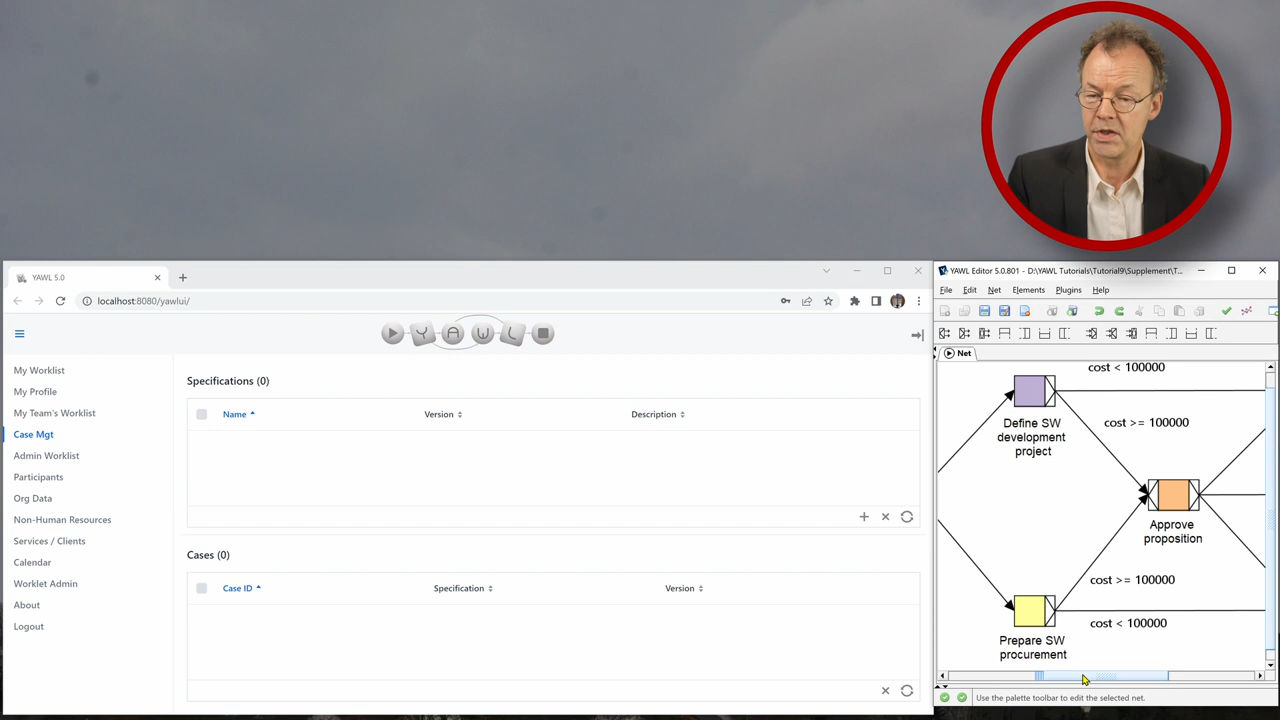 YAWL 5.0
localhost:8080/yawlui/
Y A W L
My Worklist
My Profile
My Team's Worklist
Case Mgt
Admin Worklist
Participants
Org Data
Non-Human Resources
Services / Clients
Calendar
Worklet Admin
About
Logout
Specifications (0)
Name
Version
Description
Cases (0)
Case ID
Specification
Version
YAWL Editor 5.0.801 - D:\YAWL Tutorials\Tutorial9\Supplement\T...
File Edit Net Elements Plugins Help
Net
cost < 100000
cost >= 100000
Define SW
development
project
Approve
proposition
cost >= 100000
cost < 100000
Prepare SW
procurement
Use the palette toolbar to edit the selected net.